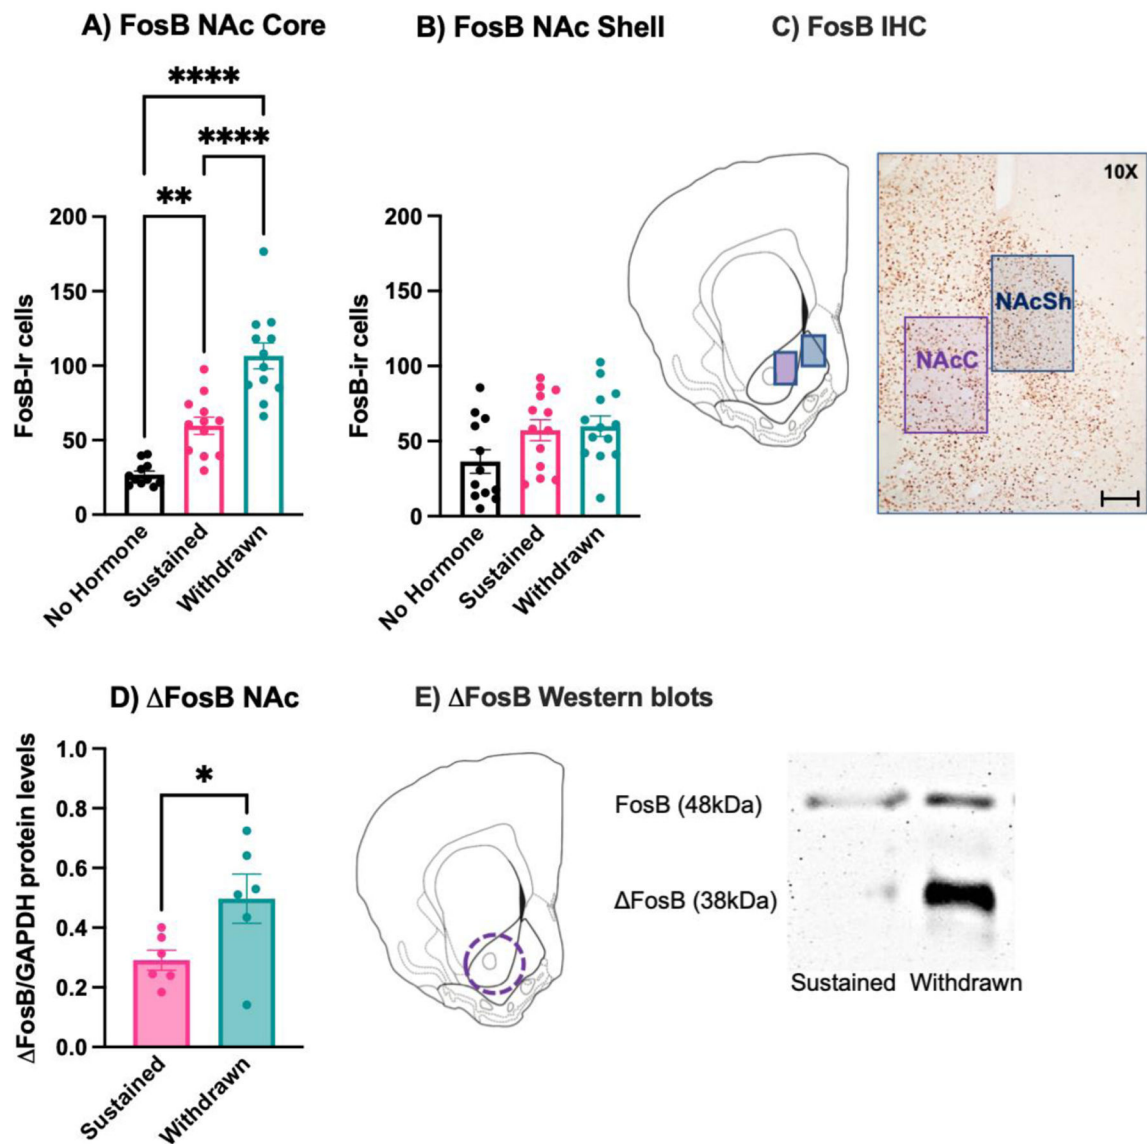 A) FosB NAc Core
B) FosB NAc Shell
C) FosB IHC
****
****
**
FosB-Ir cells
200
150
100
50
0
No Hormone
Sustained
Withdrawn
FosB-ir cells
200
150
100
50
0
No Hormone
Sustained
Withdrawn
10X
NAcSh
NAcC
D) ΔFosB NAc
E) ΔFosB Western blots
*
ΔFosB/GAPDH protein levels
1.0
0.8
0.6
0.4
0.2
0.0
Sustained
Withdrawn
FosB (48kDa)
ΔFosB (38kDa)
Sustained Withdrawn